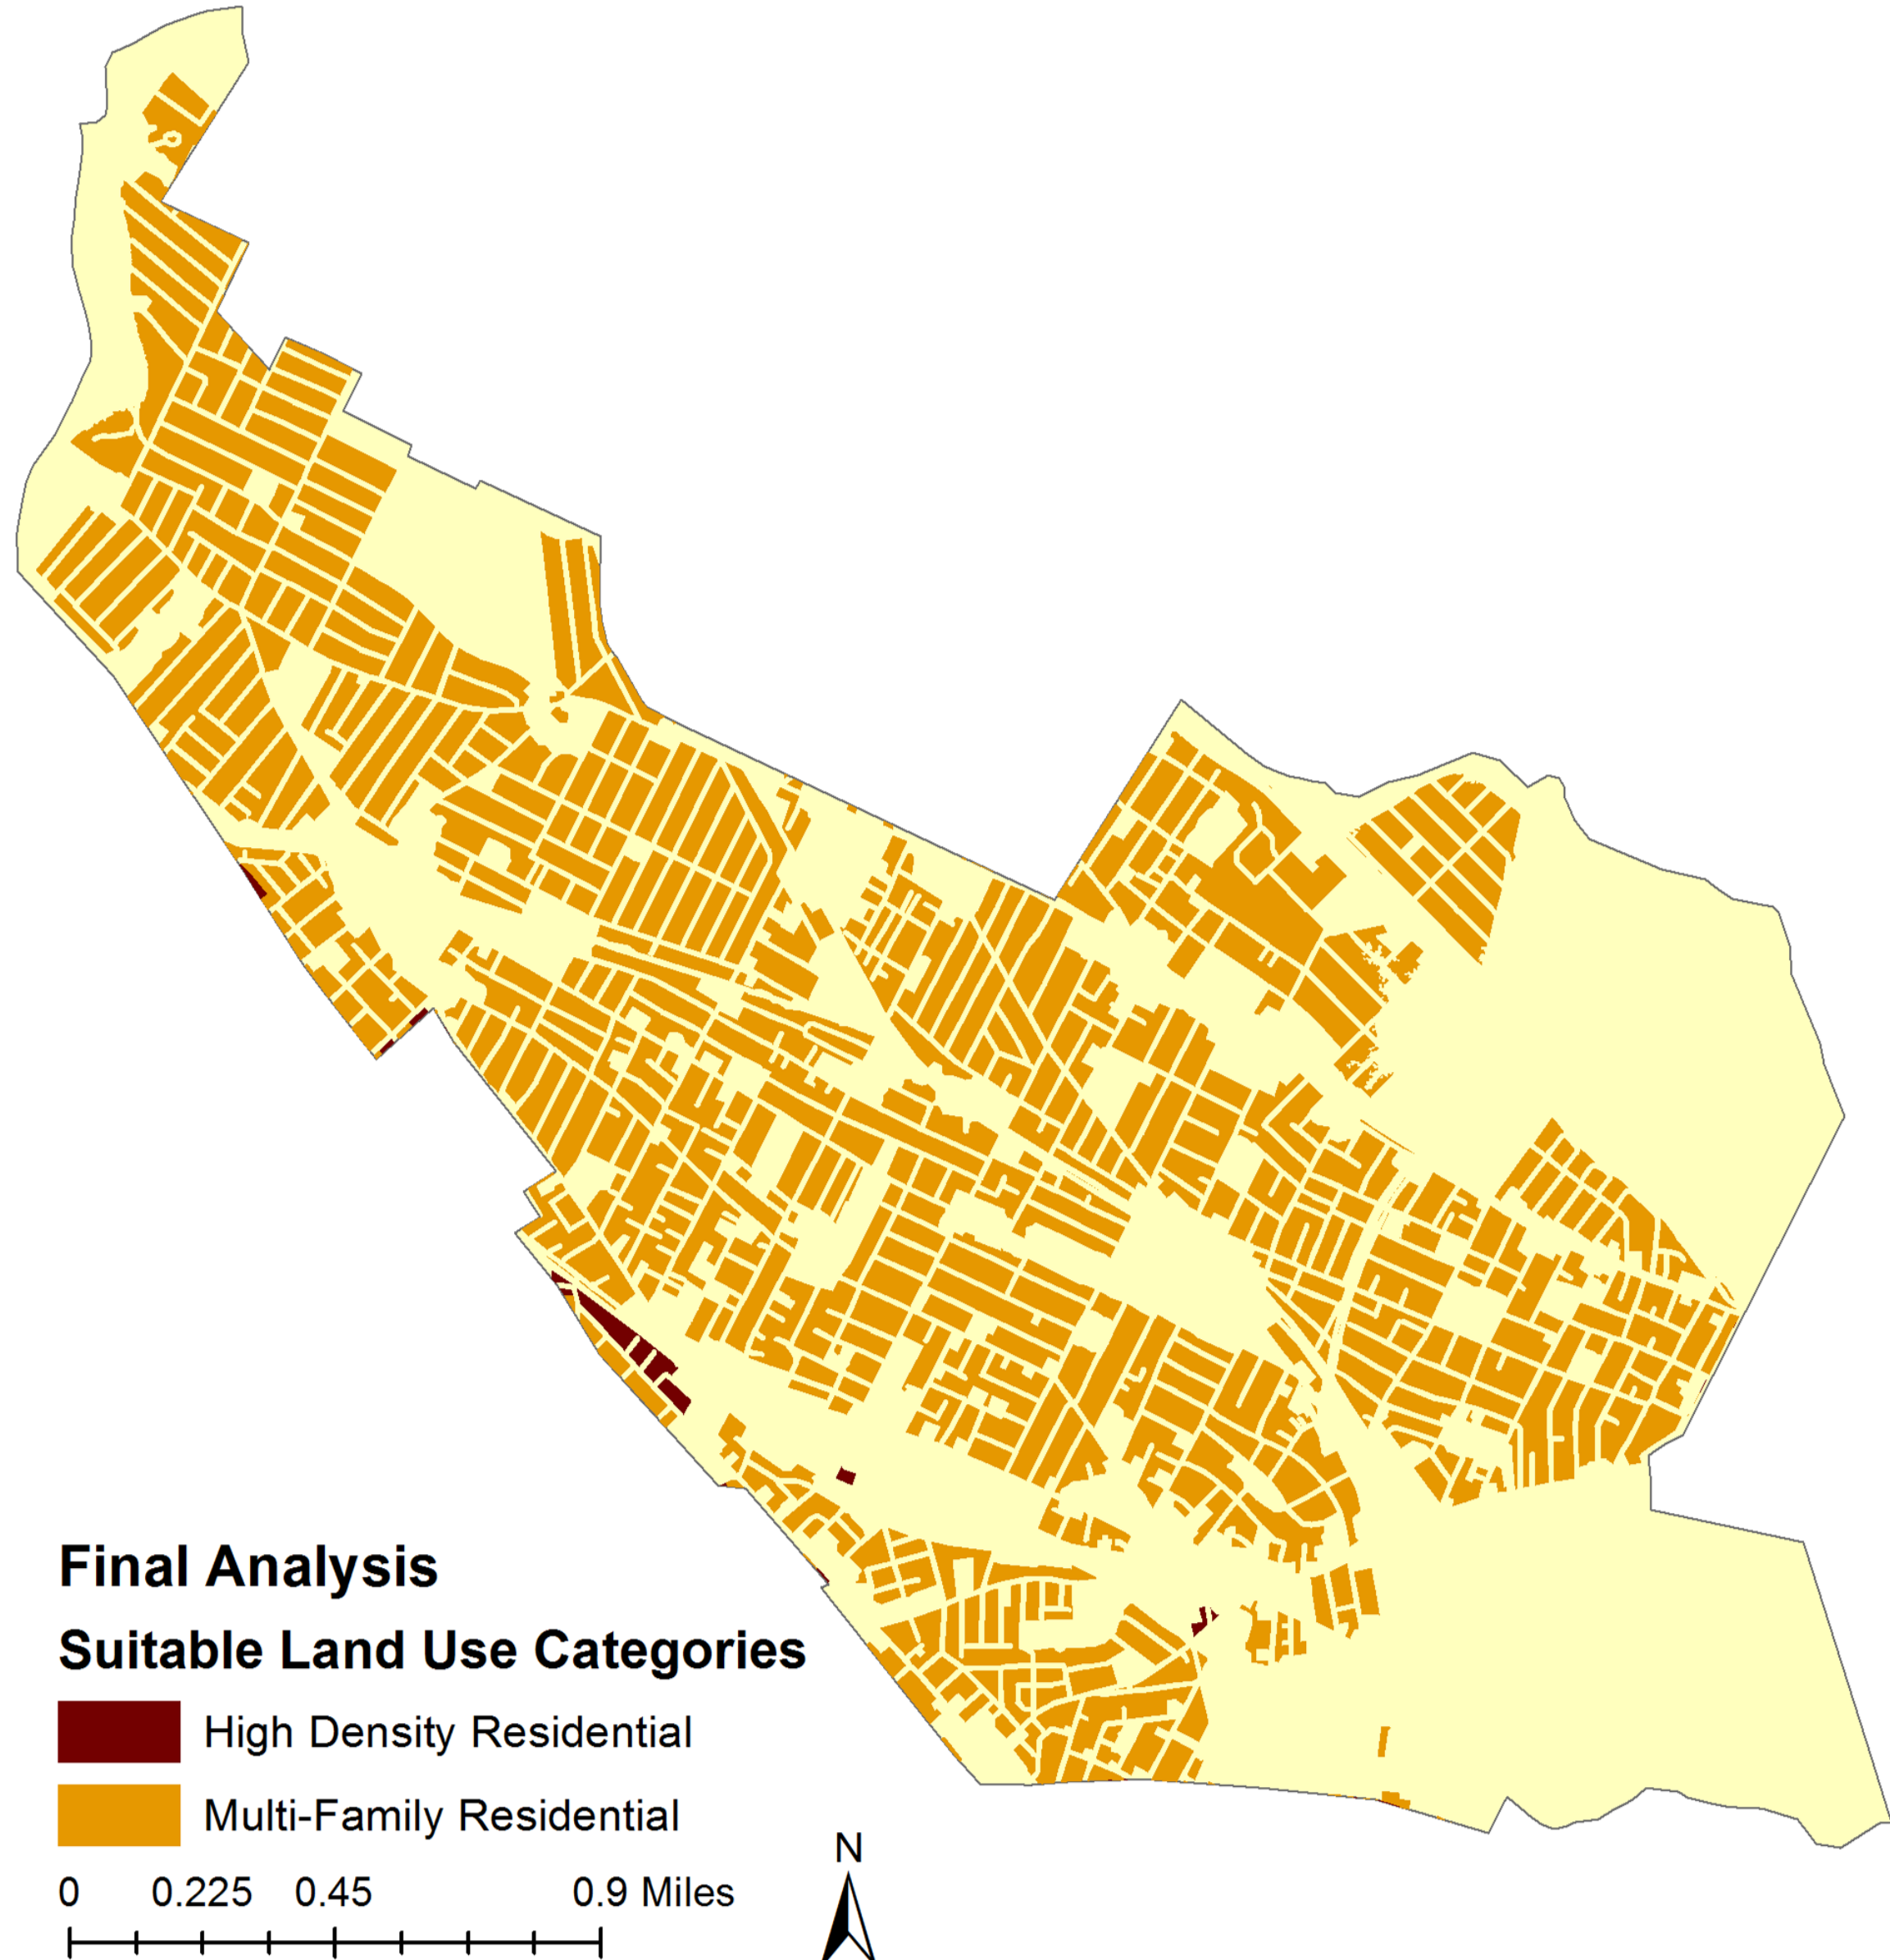 Final Analysis
Suitable Land Use Categories
High Density Residential
Multi-Family Residential
0 0.225 0.45 0.9 Miles
N